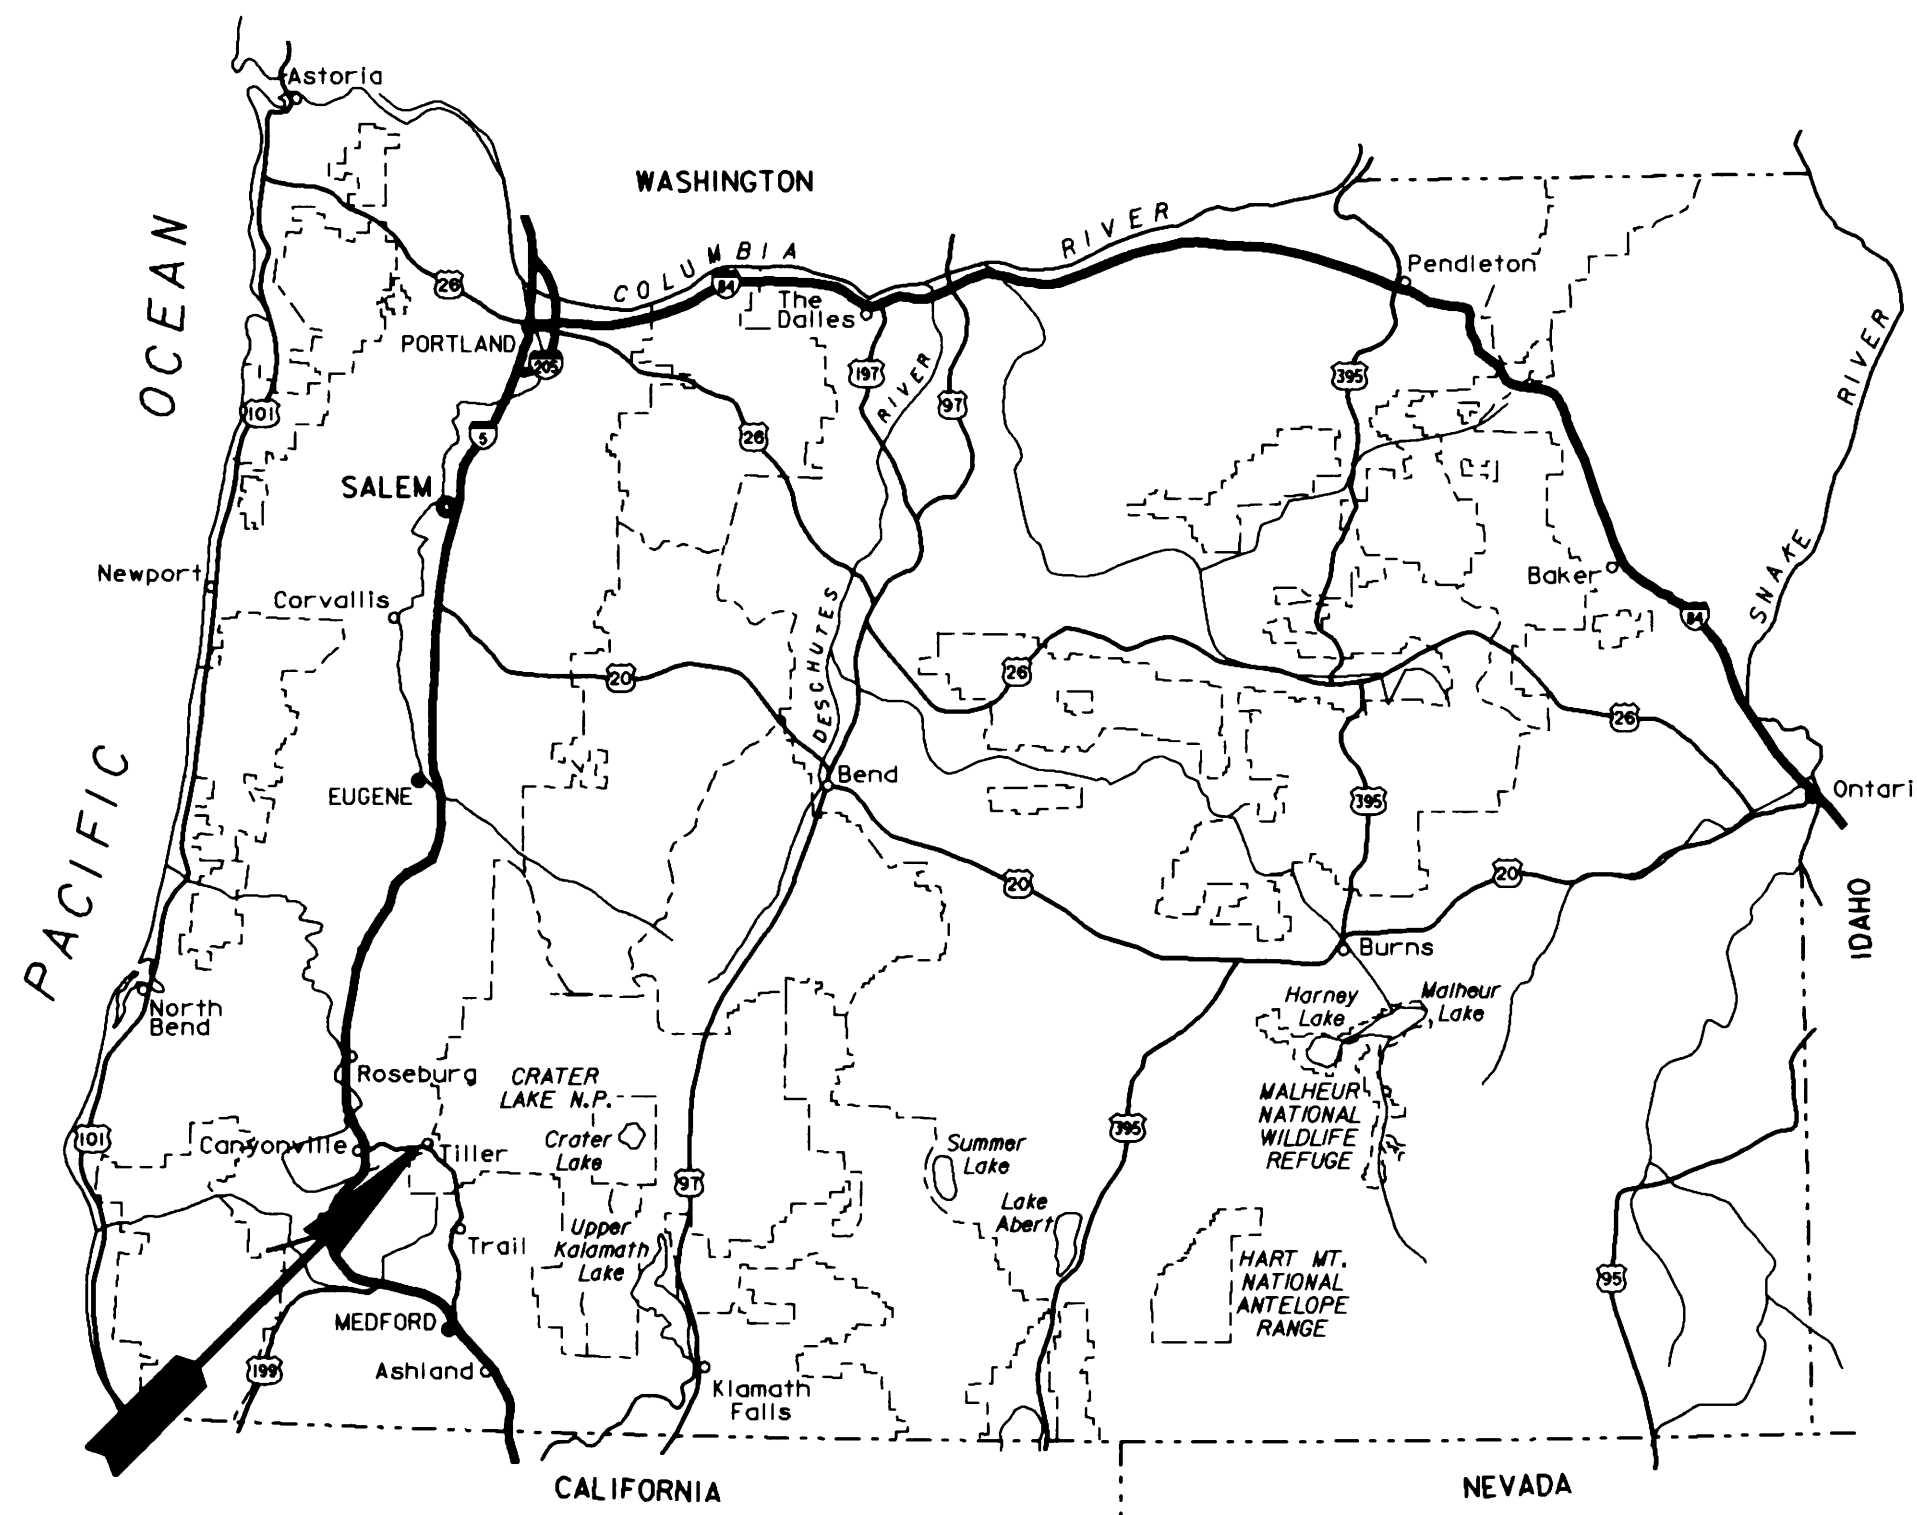 Astoria
WASHINGTON
OCEAN
COLUMBIA
RIVER
Pendleton
26
84
The
Dalles
PORTLAND
205
197
RIVER
97
395
RIVER
101
5
26
SALEM
SNAKE
Newport
Corvallis
Baker
84
DESCHUTES
20
26
26
PACIFIC
Bend
EUGENE
395
Ontari
20
20
IDAHO
Burns
North
Bend
Harney
Lake
Malheur
Lake
Roseburg
CRATER
LAKE N.P.
MALHEUR
NATIONAL
WILDLIFE
REFUGE
101
Canyonville
Tiller
Crater
Lake
395
Summer
Lake
97
Lake
Abert
Trail
Upper
Kalamath
Lake
HART MT.
NATIONAL
ANTELOPE
RANGE
95
MEDFORD
199
Ashland
Klamath
Falls
CALIFORNIA
NEVADA